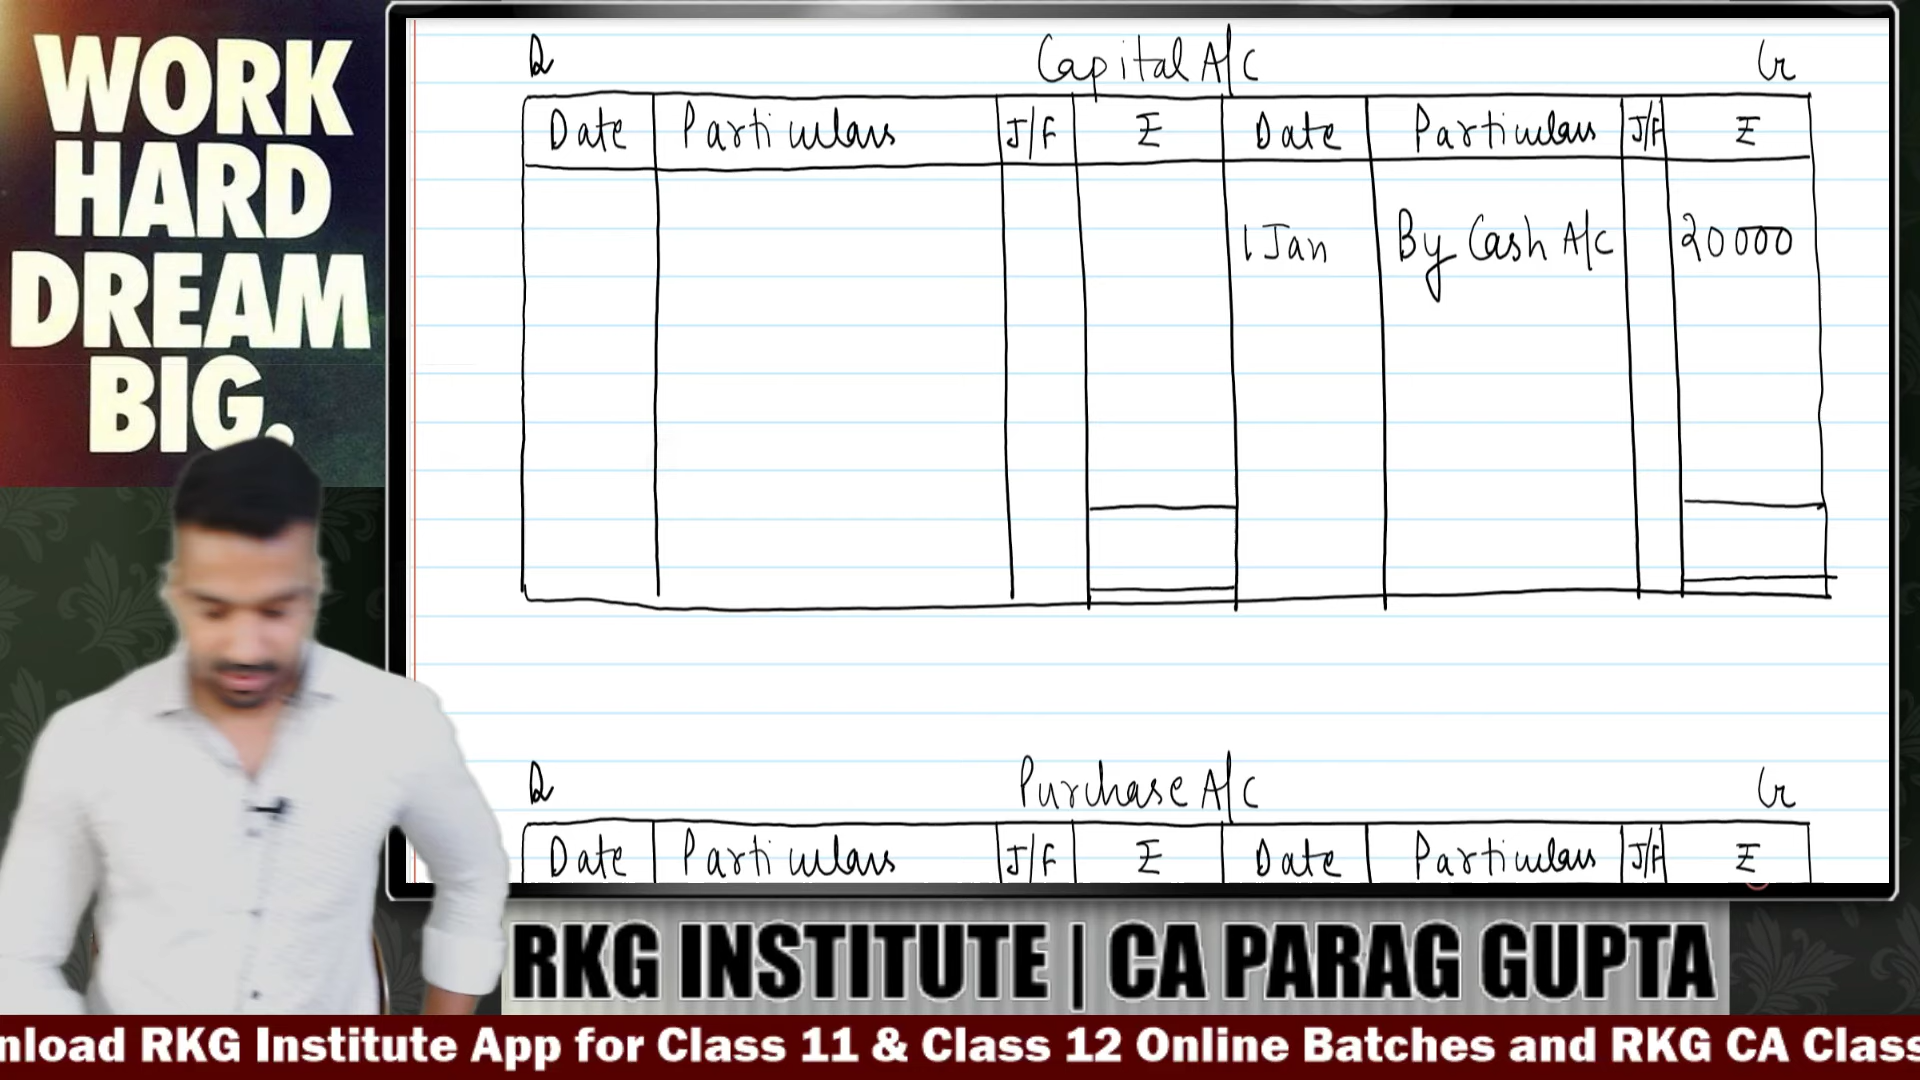 WORK
HARD
DREAM
BIG.
Dr Capital A/C Cr
Date Particulars J/F ₹ Date Particulars J/F ₹
1 Jan By Cash A/C 20000
Dr Purchase A/C Cr
Date Particulars J/F ₹ Date Particulars J/F ₹
RKG INSTITUTE | CA PARAG GUPTA
nload RKG Institute App for Class 11 & Class 12 Online Batches and RKG CA Class